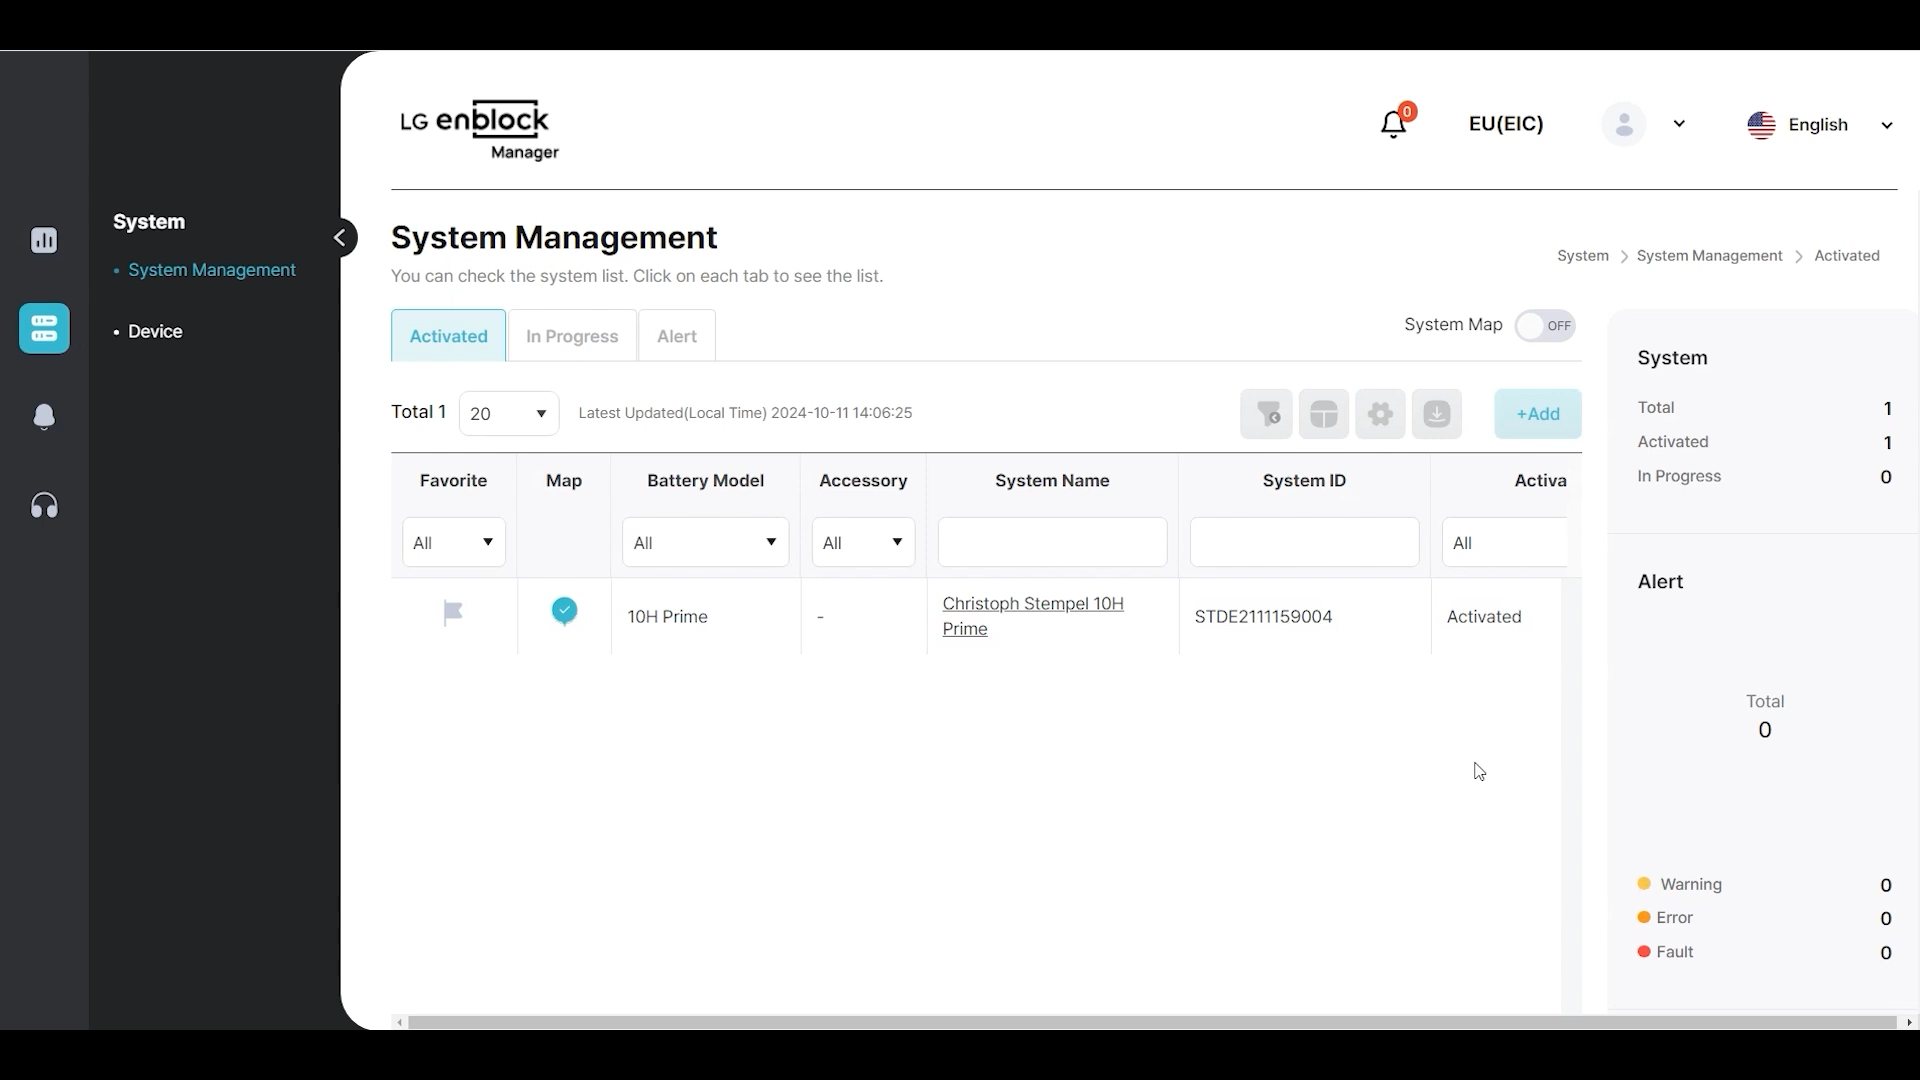 LG enblock
Manager
0
EU(EIC)
English
System
System Management
Device
System Management
You can check the system list. Click on each tab to see the list.
System > System Management > Activated
Activated
In Progress
Alert
System Map
OFF
Total 1
20
Latest Updated(Local Time) 2024-10-11 14:06:25
+Add
Favorite
Map
Battery Model
Accessory
System Name
System ID
Activa
All
All
All
All
10H Prime
-
Christoph Stempel 10H
Prime
STDE2111159004
Activated
System
Total 1
Activated 1
In Progress 0
Alert
Total
0
Warning 0
Error 0
Fault 0